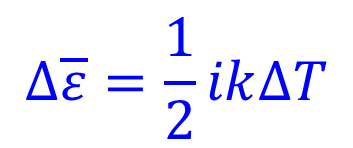 Δε̅ = 1/2 ikΔT